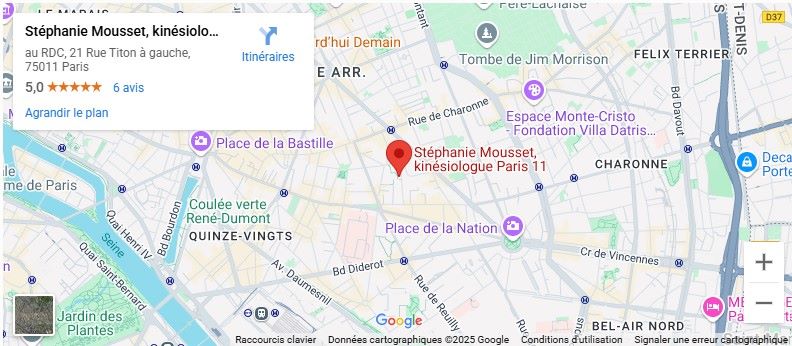 LE MARAIS
Stéphanie Mousset, kinésiolo...
au RDC, 21 Rue Titon à gauche,
75011 Paris
5,0
6 avis
Agrandir le plan
Itinéraires
rd'hui Demain
E ARR.
Tombe de Jim Morrison
FELIX TERRIER
T-DENIS
D37
Bd Davout
Rue de Charonne
Espace Monte-Cristo
- Fondation Villa Datris...
Place de la Bastille
Stéphanie Mousset,
kinésiologue Paris 11
CHARONNE
Deca
Porte
ale
me de Paris
Coulée verte
René-Dumont
Bd Bourdon
Quai Henri IV
Seine
Quai Saint-Bernard
QUINZE-VINGTS
Place de la Nation
Cr de Vincennes
Bd Diderot
Av. Daumesnil
Rue de Reuilly
Jardin des
Plantes
BEL-AIR NORD
Google
Raccourcis clavier
Données cartographiques ©2025 Google
Conditions d'utilisation
Signaler une erreur cartographique